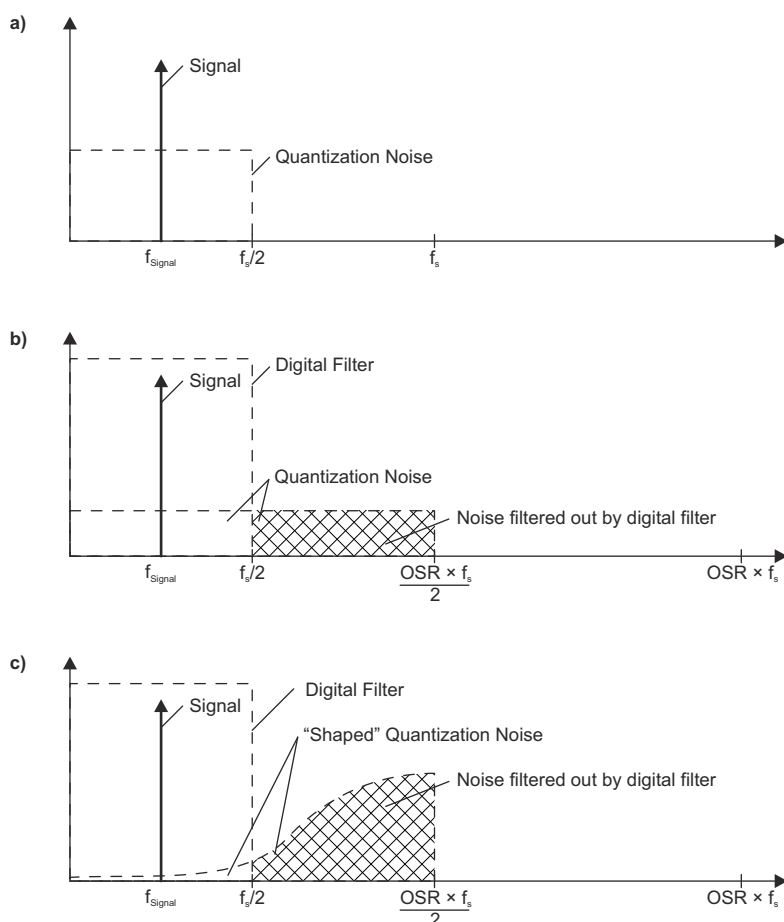 a)
Signal
Quantization Noise
fSignal fs/2 fs
b)
Digital Filter
Signal
Quantization Noise
Noise filtered out by digital filter
fSignal fs/2 OSR × fs OSR × fs
2
c)
Digital Filter
Signal
“Shaped” Quantization Noise
Noise filtered out by digital filter
fSignal fs/2 OSR × fs OSR × fs
2